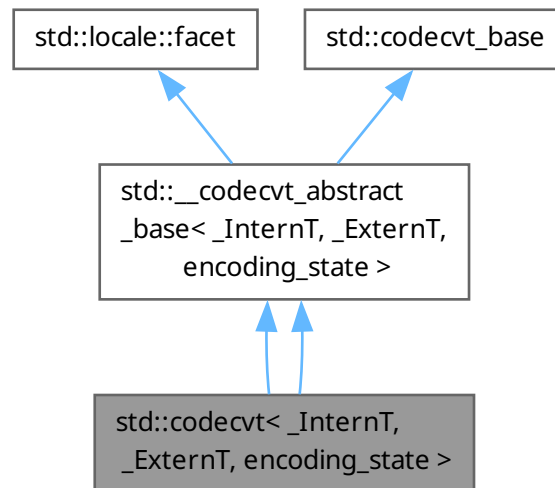 std::locale::facet
std::codecvt_base
std::__codecvt_abstract
_base< _InternT, _ExternT,
encoding_state >
std::codecvt< _InternT,
_ExternT, encoding_state >